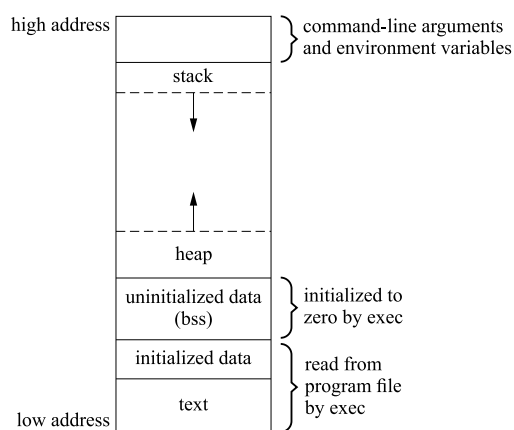 high address
command-line arguments
and environment variables
stack
heap
uninitialized data
(bss)
initialized to
zero by exec
initialized data
read from
program file
by exec
text
low address